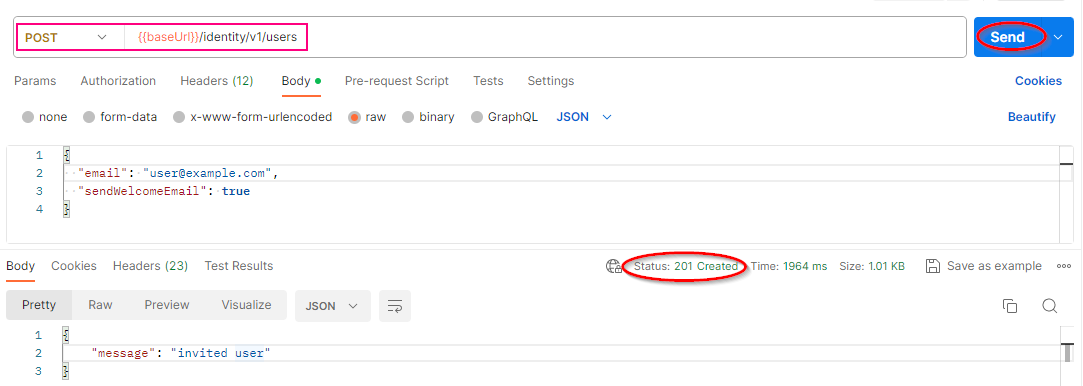 POST {{baseUrl}}/identity/v1/users Send
Params Authorization Headers (12) Body Pre-request Script Tests Settings Cookies
none form-data x-www-form-urlencoded raw binary GraphQL JSON Beautify
1 {
2 "email": "user@example.com",
3 "sendWelcomeEmail": true
4 }
Body Cookies Headers (23) Test Results Status: 201 Created Time: 1964 ms Size: 1.01 KB Save as example
Pretty Raw Preview Visualize JSON
1 {
2 "message": "invited user"
3 }